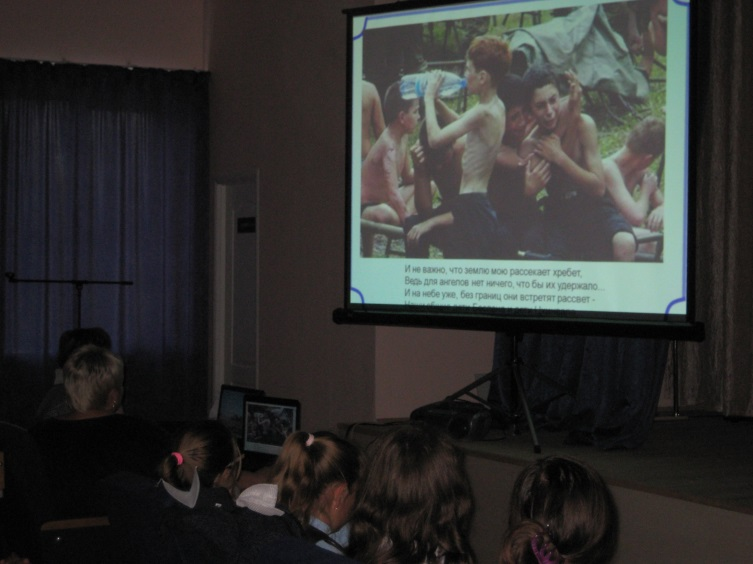 И не важно, что землю мою рассекает хребет,
Ведь для ангелов нет ничего, что бы их удержало...
И на небе уже, без границ они встретят рассвет -